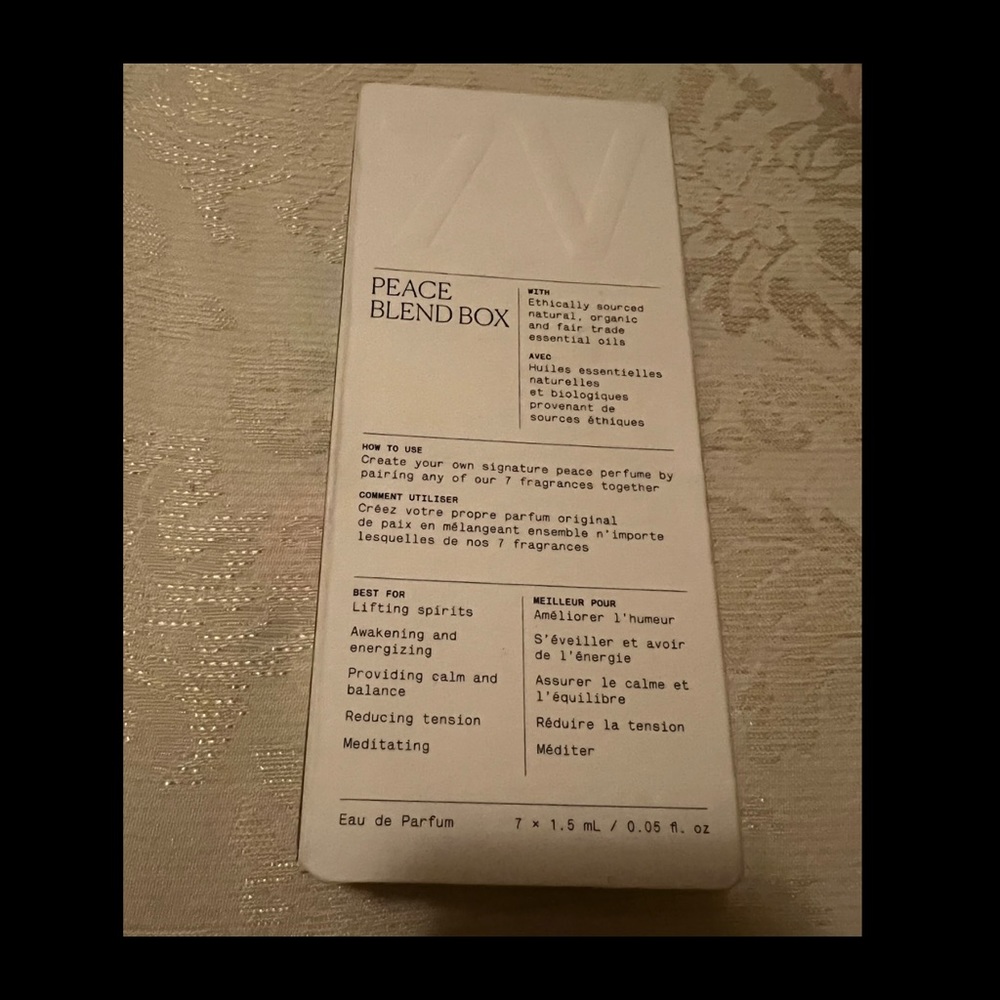 7V
PEACE
BLEND BOX
WITH
Ethically sourced
natural, organic
and fair trade
essential oils
AVEC
Huiles essentielles
naturelles
et biologiques
provenant de
sources éthiques
HOW TO USE
Create your own signature peace perfume by
pairing any of our 7 fragrances together
COMMENT UTILISER
Créez votre propre parfum original
de paix en mélangeant ensemble n'importe
lesquelles de nos 7 fragrances
BEST FOR
Lifting spirits
Awakening and
energizing
Providing calm and
balance
Reducing tension
Meditating
MEILLEUR POUR
Améliorer l'humeur
S'éveiller et avoir
de l'énergie
Assurer le calme et
l'équilibre
Réduire la tension
Méditer
Eau de Parfum
7 × 1.5 mL / 0.05 fl. oz